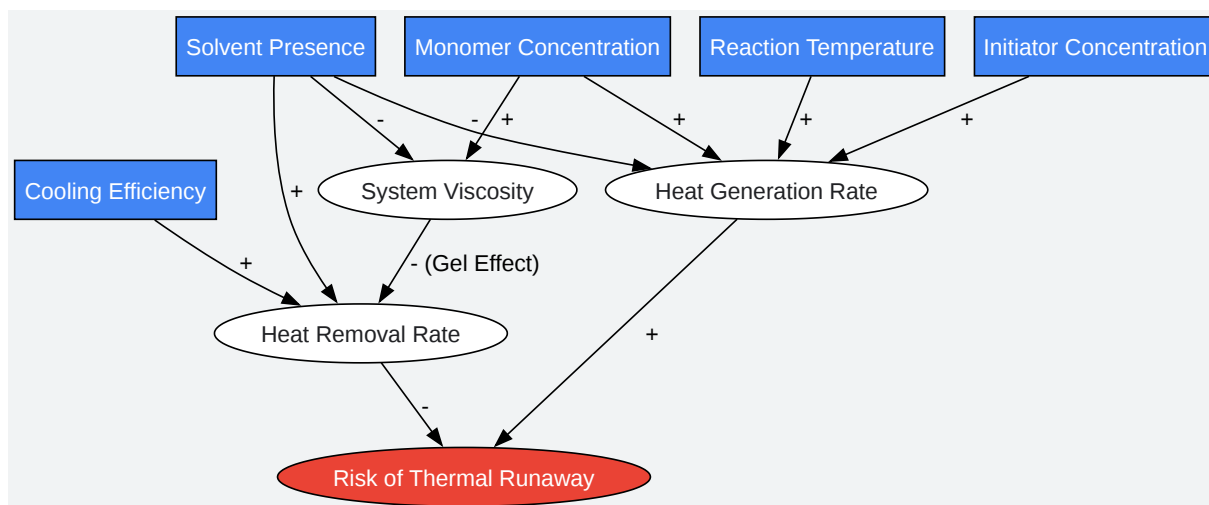 Solvent Presence
Monomer Concentration
Reaction Temperature
Initiator Concentration
-
-
+
+
+
+
Cooling Efficiency
+
System Viscosity
Heat Generation Rate
+
- (Gel Effect)
Heat Removal Rate
+
-
Risk of Thermal Runaway